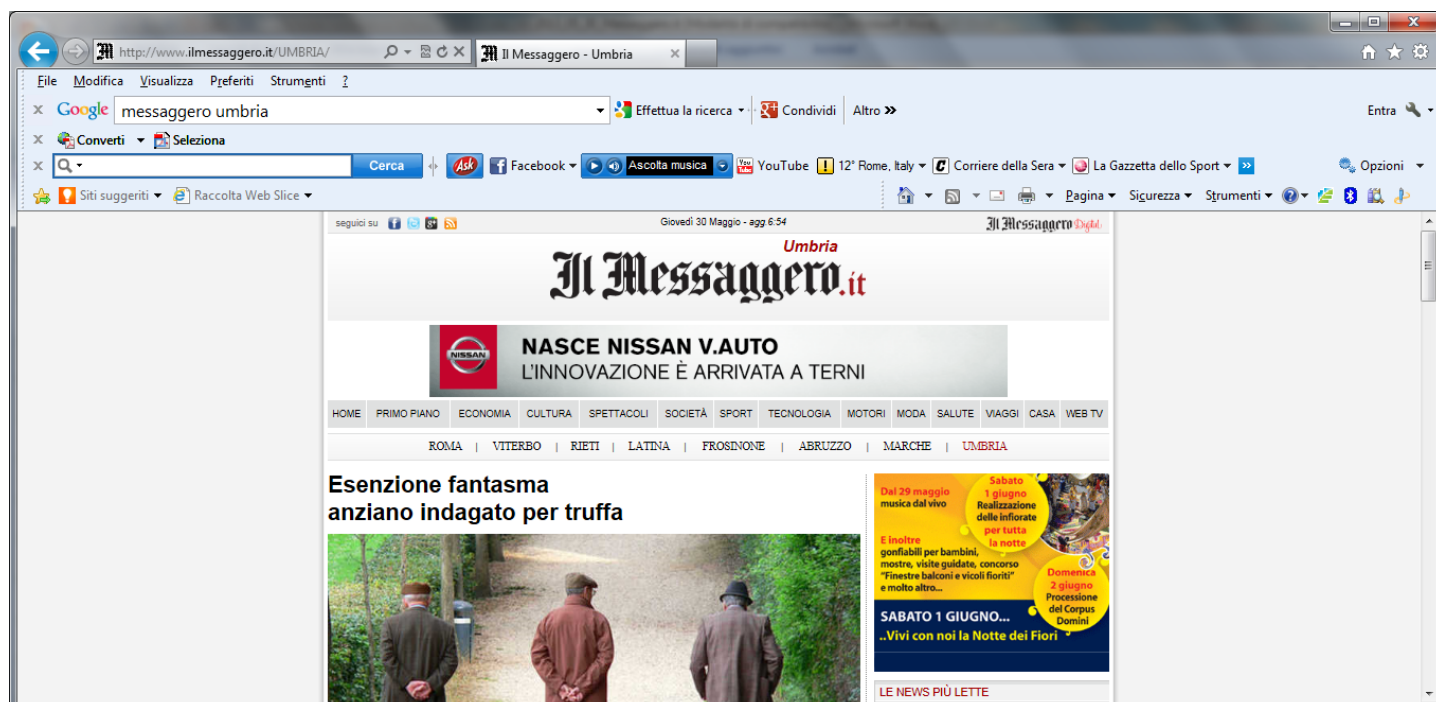 http://www.ilmessaggero.it/UMBRIA/
Il Messaggero - Umbria
File Modifica Visualizza Preferiti Strumenti ?
Google messaggero umbria Effettua la ricerca Condividi Altro » Entra
Converti Seleziona
Cerca Ask Facebook Ascolta musica YouTube 12° Rome, Italy Corriere della Sera La Gazzetta dello Sport Opzioni
Siti suggeriti Raccolta Web Slice Pagina Sicurezza Strumenti
seguici su Giovedì 30 Maggio - agg.6:54 Il Messaggero Digital
Umbria
Il Messaggero.it
NISSAN
NASCE NISSAN V.AUTO
L'INNOVAZIONE È ARRIVATA A TERNI
HOME PRIMO PIANO ECONOMIA CULTURA SPETTACOLI SOCIETÀ SPORT TECNOLOGIA MOTORI MODA SALUTE VIAGGI CASA WEB TV
ROMA | VITERBO | RIETI | LATINA | FROSINONE | ABRUZZO | MARCHE | UMBRIA
Esenzione fantasma
anziano indagato per truffa
Dal 29 maggio
musica dal vivo
Sabato
1 giugno
Realizzazione
delle infiorate
per tutta
la notte
E inoltre
gonfiabili per bambini,
mostre, visite guidate, concorso
"Finestre balconi e vicoli fioriti"
e molto altro...
Domenica
2 giugno
Processione
del Corpus
Domini
SABATO 1 GIUGNO...
..Vivi con noi la Notte dei Fiori
LE NEWS PIÙ LETTE